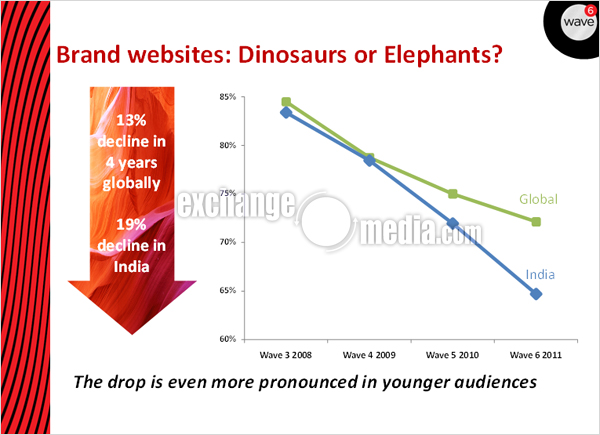 wave
6
Brand websites: Dinosaurs or Elephants?
13%
decline in
4 years
globally
19%
decline in
India
85%
80%
75%
70%
65%
60%
Global
India
exchange
media.com
Wave 3 2008
Wave 4 2009
Wave 5 2010
Wave 6 2011
The drop is even more pronounced in younger audiences